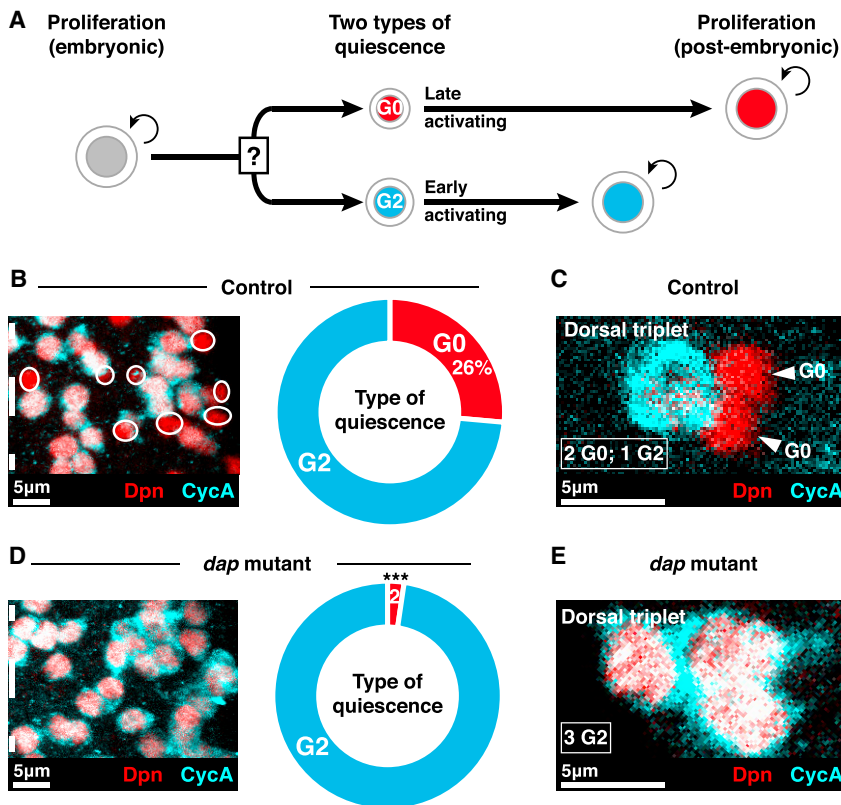 A
Proliferation
(embryonic)
Two types of
quiescence
Proliferation
(post-embryonic)
?
G0
Late
activating
G2
Early
activating
B
Control
G0
26%
Type of
quiescence
G2
5µm
Dpn CycA
C
Control
Dorsal triplet
G0
G0
2 G0; 1 G2
5µm
Dpn CycA
D
dap mutant
***
2
Type of
quiescence
G2
5µm
Dpn CycA
E
dap mutant
Dorsal triplet
3 G2
5µm
Dpn CycA